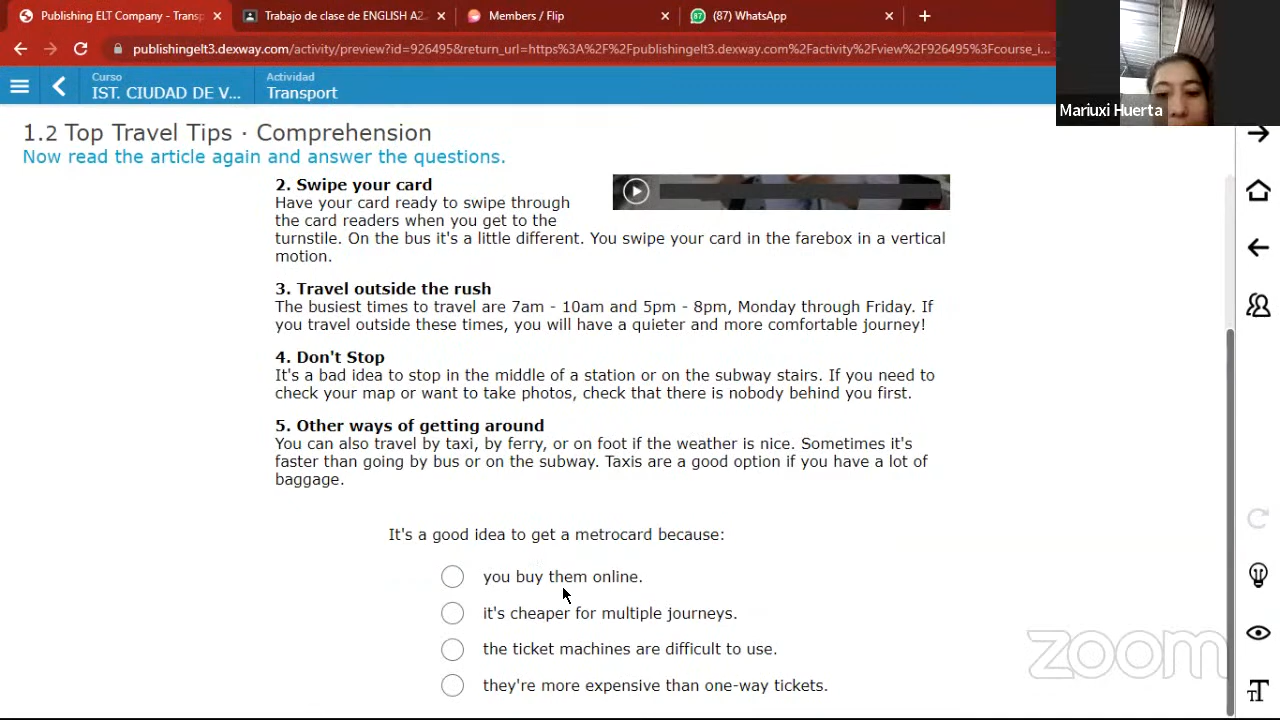 Publishing ELT Company - Transp
Trabajo de clase de ENGLISH A2
Members / Flip
87
(87) WhatsApp
publishingelt3.dexway.com/activity/preview?id=926495&return_url=https%3A%2F%2Fpublishingelt3.dexway.com%2Factivity%2Fview%2F926495%3Fcourse_i...
Curso
IST. CIUDAD DE V...
Actividad
Transport
Mariuxi Huerta
1.2 Top Travel Tips · Comprehension
Now read the article again and answer the questions.
2. Swipe your card
Have your card ready to swipe through
the card readers when you get to the
turnstile. On the bus it's a little different. You swipe your card in the farebox in a vertical
motion.
3. Travel outside the rush
The busiest times to travel are 7am - 10am and 5pm - 8pm, Monday through Friday. If
you travel outside these times, you will have a quieter and more comfortable journey!
4. Don't Stop
It's a bad idea to stop in the middle of a station or on the subway stairs. If you need to
check your map or want to take photos, check that there is nobody behind you first.
5. Other ways of getting around
You can also travel by taxi, by ferry, or on foot if the weather is nice. Sometimes it's
faster than going by bus or on the subway. Taxis are a good option if you have a lot of
baggage.
It's a good idea to get a metrocard because:
you buy them online.
it's cheaper for multiple journeys.
the ticket machines are difficult to use.
they're more expensive than one-way tickets.
zoom
TT